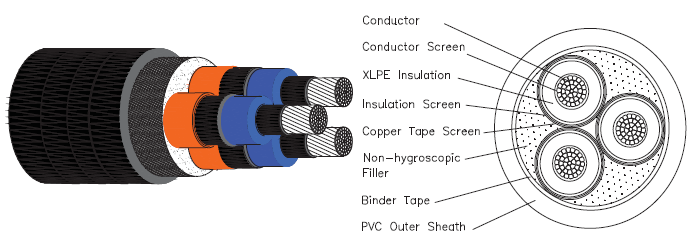 Conductor
Conductor Screen
XLPE Insulation
Insulation Screen
Copper Tape Screen
Non-hygroscopic
Filler
Binder Tape
PVC Outer Sheath